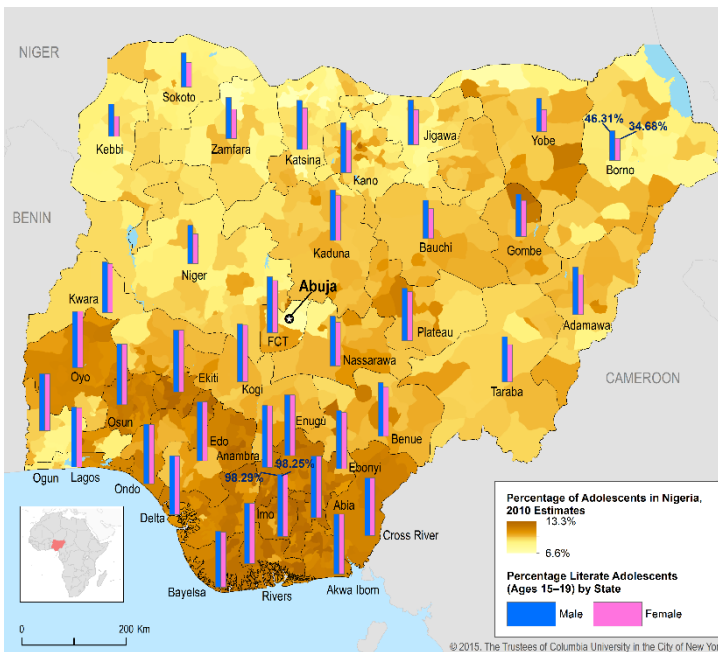 NIGER
Sokoto
Kebbi
Zamfara
Katsina
Kano
Jigawa
Yobe
46.31%
34.68%
Borno
BENIN
Niger
Kaduna
Bauchi
Gombe
Abuja
Kwara
FCT
Plateau
Adamawa
Nassarawa
Oyo
Ekiti
Kogi
Taraba
CAMEROON
Osun
Edo
Enugu
Anambra
Benue
Ogun
Lagos
Ondo
98.29%
98.25%
Ebonyi
Delta
Imo
Abia
Cross River
Bayelsa
Rivers
Akwa Ibom
0
200 Km
Percentage of Adolescents in Nigeria,
2010 Estimates
13.3%
6.6%
Percentage Literate Adolescents
(Ages 15–19) by State
Male
Female
© 2015. The Trustees of Columbia University in the City of New York